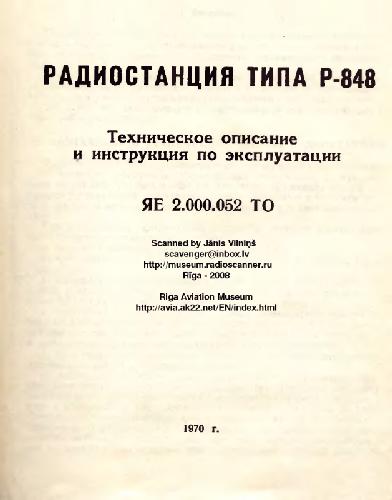 РАДИОСТАНЦИЯ ТИПА Р-848
Техническое описание
и инструкция по эксплуатации
ЯЕ 2.000.052 ТО
Scanned by Jānis Vilniņš
scavenger@inbox.lv
http://museum.radioscanner.ru
Rīga - 2008
Riga Aviation Museum
http://avia.ak22.net/EN/index.html
1970 г.